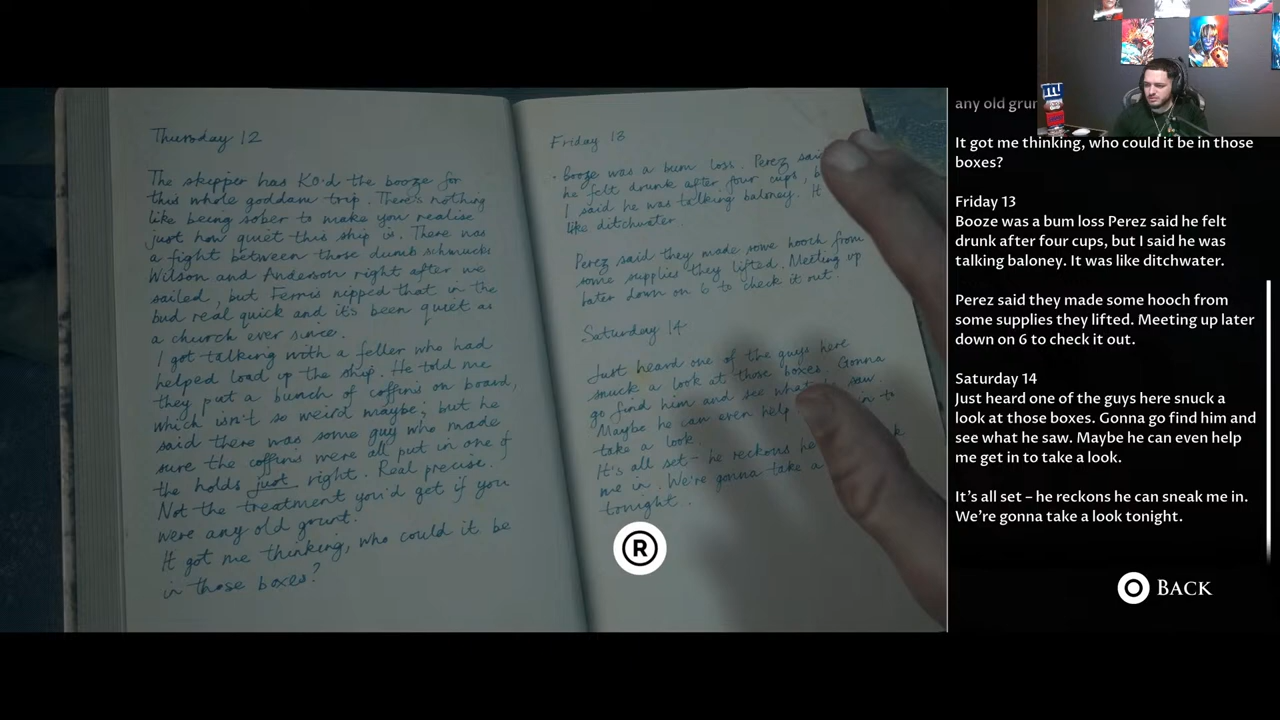 Thursday 12
The skipper has KO'd the booze for
this whole goddam trip. There's nothing
like being sober to make you realise
just how quiet this ship is. There was
a fight between those dumb schmucks
Wilson and Anderson right after we
sailed, but Ferris nipped that in the
bud real quick and it's been quiet as
a church ever since.
I got talking with a feller who had
helped load up the ship. He told me
they put a bunch of coffins on board,
which isn't so weird maybe; but he
said there was some guy who made
sure the coffins were all put in one of
the holds just right. Real precise.
Not the treatment you'd get if you
were any old grunt.
It got me thinking, who could it be
in those boxes?
Friday 13
Booze was a bum loss. Perez said
he felt drunk after four cups,
I said he was talking baloney. It
like ditchwater.
Perez said they made some hooch from
some supplies they lifted. Meeting up
later down on 6 to check it out.
Saturday 14
Just heard one of the guys here
snuck a look at those boxes. Gonna
go find him and see what he saw.
Maybe he can even help in to
take a look.
It's all set - he reckons he
me in. We're gonna take a
tonight.
R
any old grun
It got me thinking, who could it be in those
boxes?
Friday 13
Booze was a bum loss Perez said he felt
drunk after four cups, but I said he was
talking baloney. It was like ditchwater.
Perez said they made some hooch from
some supplies they lifted. Meeting up later
down on 6 to check it out.
Saturday 14
Just heard one of the guys here snuck a
look at those boxes. Gonna go find him and
see what he saw. Maybe he can even help
me get in to take a look.
It's all set – he reckons he can sneak me in.
We're gonna take a look tonight.
BACK